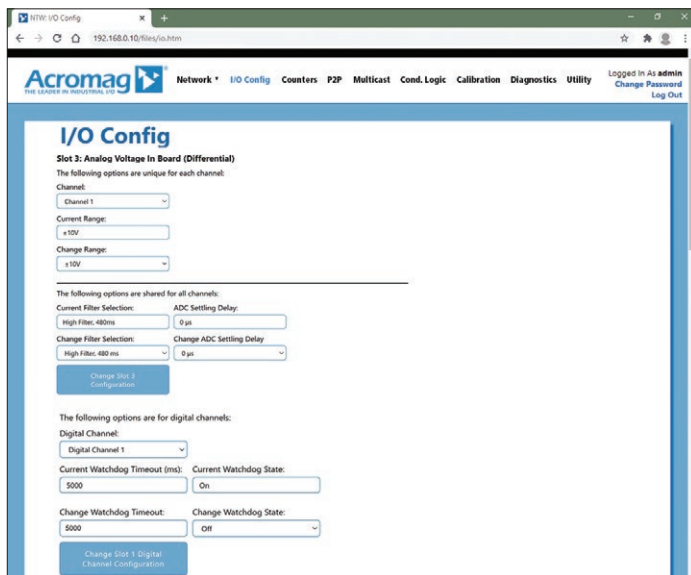 NTW: I/O Config
192.168.0.10/files/io.htm
Acromag
THE LEADER IN INDUSTRIAL I/O
Network I/O Config Counters P2P Multicast Cond. Logic Calibration Diagnostics Utility
Logged In As admin
Change Password
Log Out
I/O Config
Slot 3: Analog Voltage In Board (Differential)
The following options are unique for each channel:
Channel:
Channel 1
Current Range:
±10V
Change Range:
±10V
The following options are shared for all channels:
Current Filter Selection: ADC Settling Delay:
High Filter, 480ms 0 µs
Change Filter Selection: Change ADC Settling Delay
High Filter, 480 ms 0 µs
Change Slot 3
Configuration
The following options are for digital channels:
Digital Channel:
Digital Channel 1
Current Watchdog Timeout (ms): Current Watchdog State:
5000 On
Change Watchdog Timeout: Change Watchdog State:
5000 Off
Change Slot 1 Digital
Channel Configuration